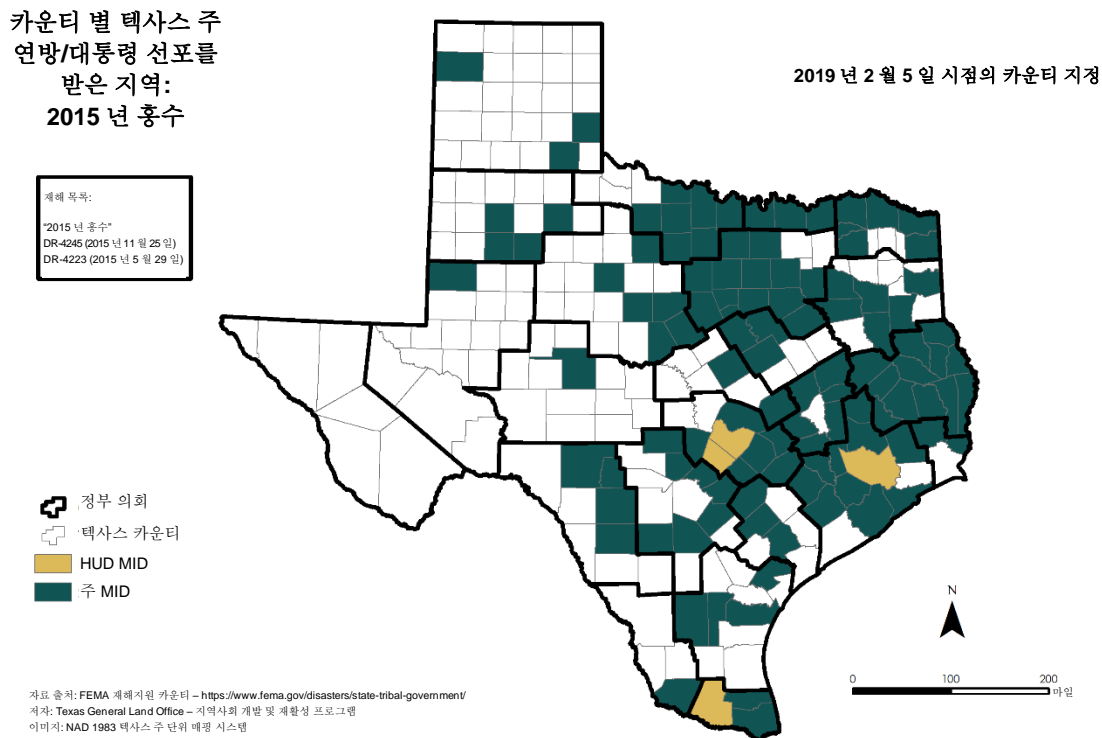 카운티 별 텍사스 주
연방/대통령 선포를
받은 지역:
2015 년 홍수
2019 년 2 월 5 일 시점의 카운티 지정
재해 목록:
"2015 년 홍수"
DR-4245 (2015 년 11 월 25 일)
DR-4223 (2015 년 5 월 29 일)
정부 의회
텍사스 카운티
HUD MID
주 MID
N
0 100 200
마일
자료 출처: FEMA 재해지원 카운티 – https://www.fema.gov/disasters/state-tribal-government/
저자: Texas General Land Office – 지역사회 개발 및 재활성 프로그램
이미지: NAD 1983 텍사스 주 단위 매핑 시스템